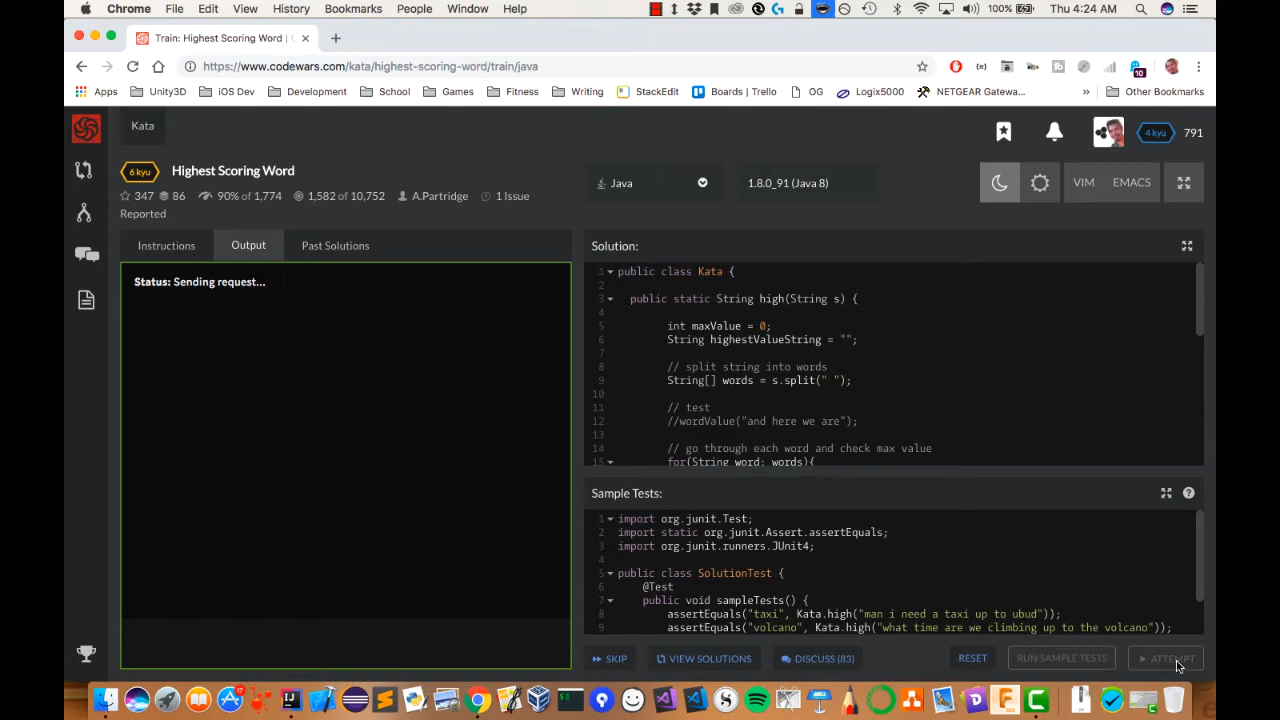 Chrome File Edit View History Bookmarks People Window Help 100% Thu 4:24 AM
Train: Highest Scoring Word |
https://www.codewars.com/kata/highest-scoring-word/train/java
10
Apps Unity3D iOS Dev Development School Games Fitness Writing StackEdit Boards | Trello OG Logix5000 NETGEAR Gatewa... » Other Bookmarks
Kata
4 kyu 791
6 kyu Highest Scoring Word
Java 1.8.0_91 (Java 8) VIM EMACS
347 86 90% of 1,774 1,582 of 10,752 A.Partridge 1 Issue
Reported
Instructions Output Past Solutions
Solution:
Status: Sending request...
1 public class Kata {
2
3 public static String high(String s) {
4
5 int maxValue = 0;
6 String highestValueString = "";
7
8 // split string into words
9 String[] words = s.split(" ");
10
11 // test
12 //wordValue("and here we are");
13
14 // go through each word and check max value
15 for(String word: words){
Sample Tests:
1 import org.junit.Test;
2 import static org.junit.Assert.assertEquals;
3 import org.junit.runners.JUnit4;
4
5 public class SolutionTest {
6 @Test
7 public void sampleTests() {
8 assertEquals("taxi", Kata.high("man i need a taxi up to ubud"));
9 assertEquals("volcano", Kata.high("what time are we climbing up to the volcano"));
SKIP VIEW SOLUTIONS DISCUSS (83) RESET RUN SAMPLE TESTS ATTEMPT
17